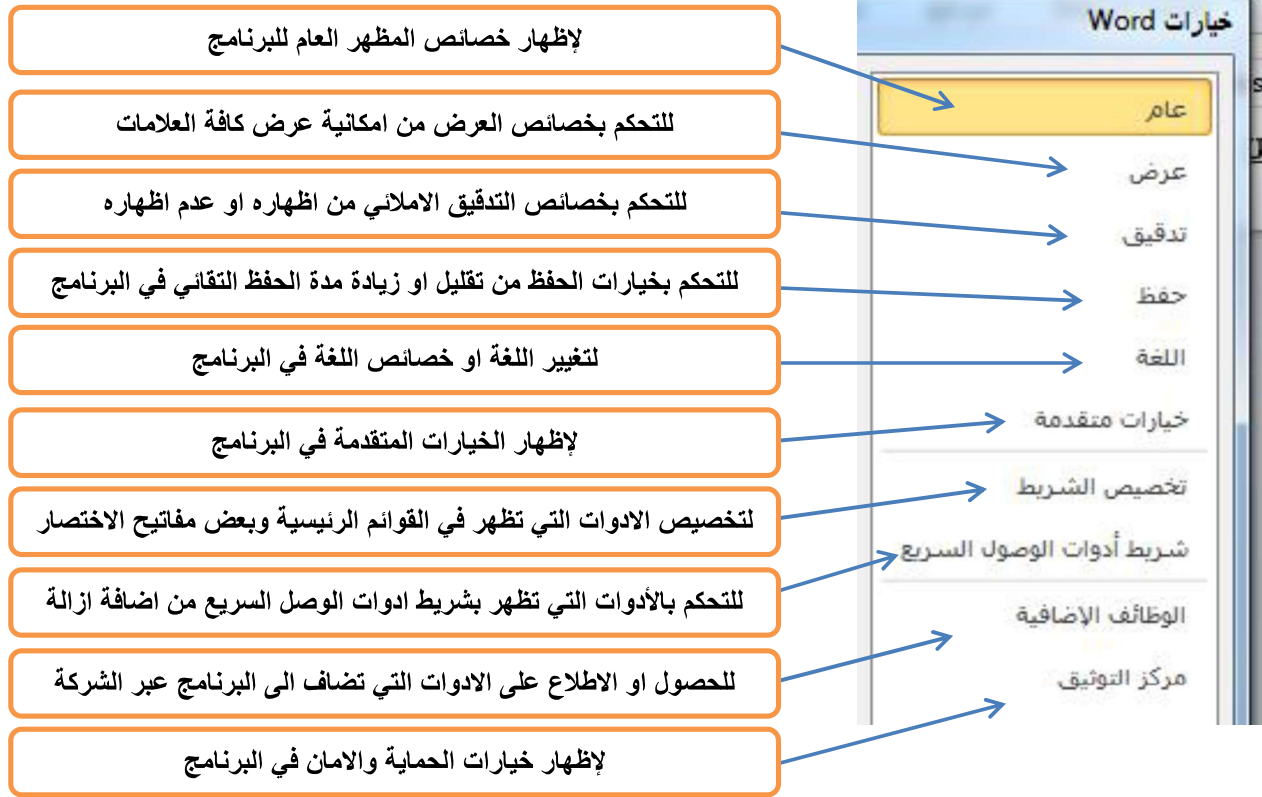 خيارات Word
لإظهار خصائص المظهر العام للبرنامج
عام
للتحكم بخصائص العرض من امكانية عرض كافة العلامات
عرض
للتحكم بخصائص التدقيق الاملائي من اظهاره او عدم اظهاره
تدقيق
للتحكم بخيارات الحفظ من تقليل او زيادة مدة الحفظ التقائي في البرنامج
حفظ
لتغيير اللغة او خصائص اللغة في البرنامج
اللغة
لإظهار الخيارات المتقدمة في البرنامج
خيارات متقدمة
لتخصيص الادوات التي تظهر في القوائم الرئيسية وبعض مفاتيح الاختصار
تخصيص الشريط
للتحكم بالأدوات التي تظهر بشريط ادوات الوصل السريع من اضافة ازالة
شريط أدوات الوصول السريع
للحصول او الاطلاع على الادوات التي تضاف الى البرنامج عبر الشركة
الوظائف الإضافية
لإظهار خيارات الحماية والامان في البرنامج
مركز التوثيق